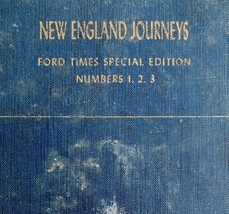 NEW ENGLAND JOURNEYS
FORD TIMES SPECIAL EDITION
NUMBERS 1, 2, 3